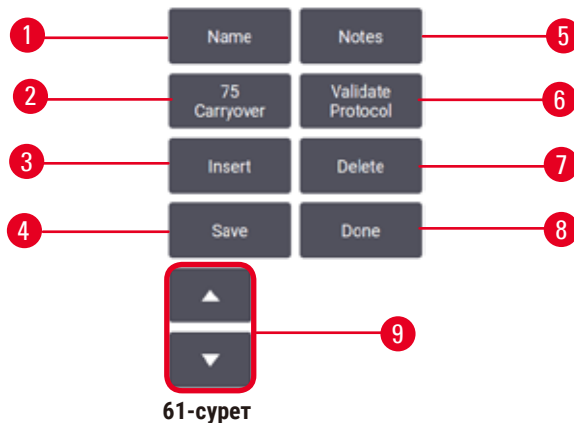 1 Name Notes 5
2 75 Carryover Validate Protocol 6
3 Insert Delete 7
4 Save Done 8
9
61-сурет